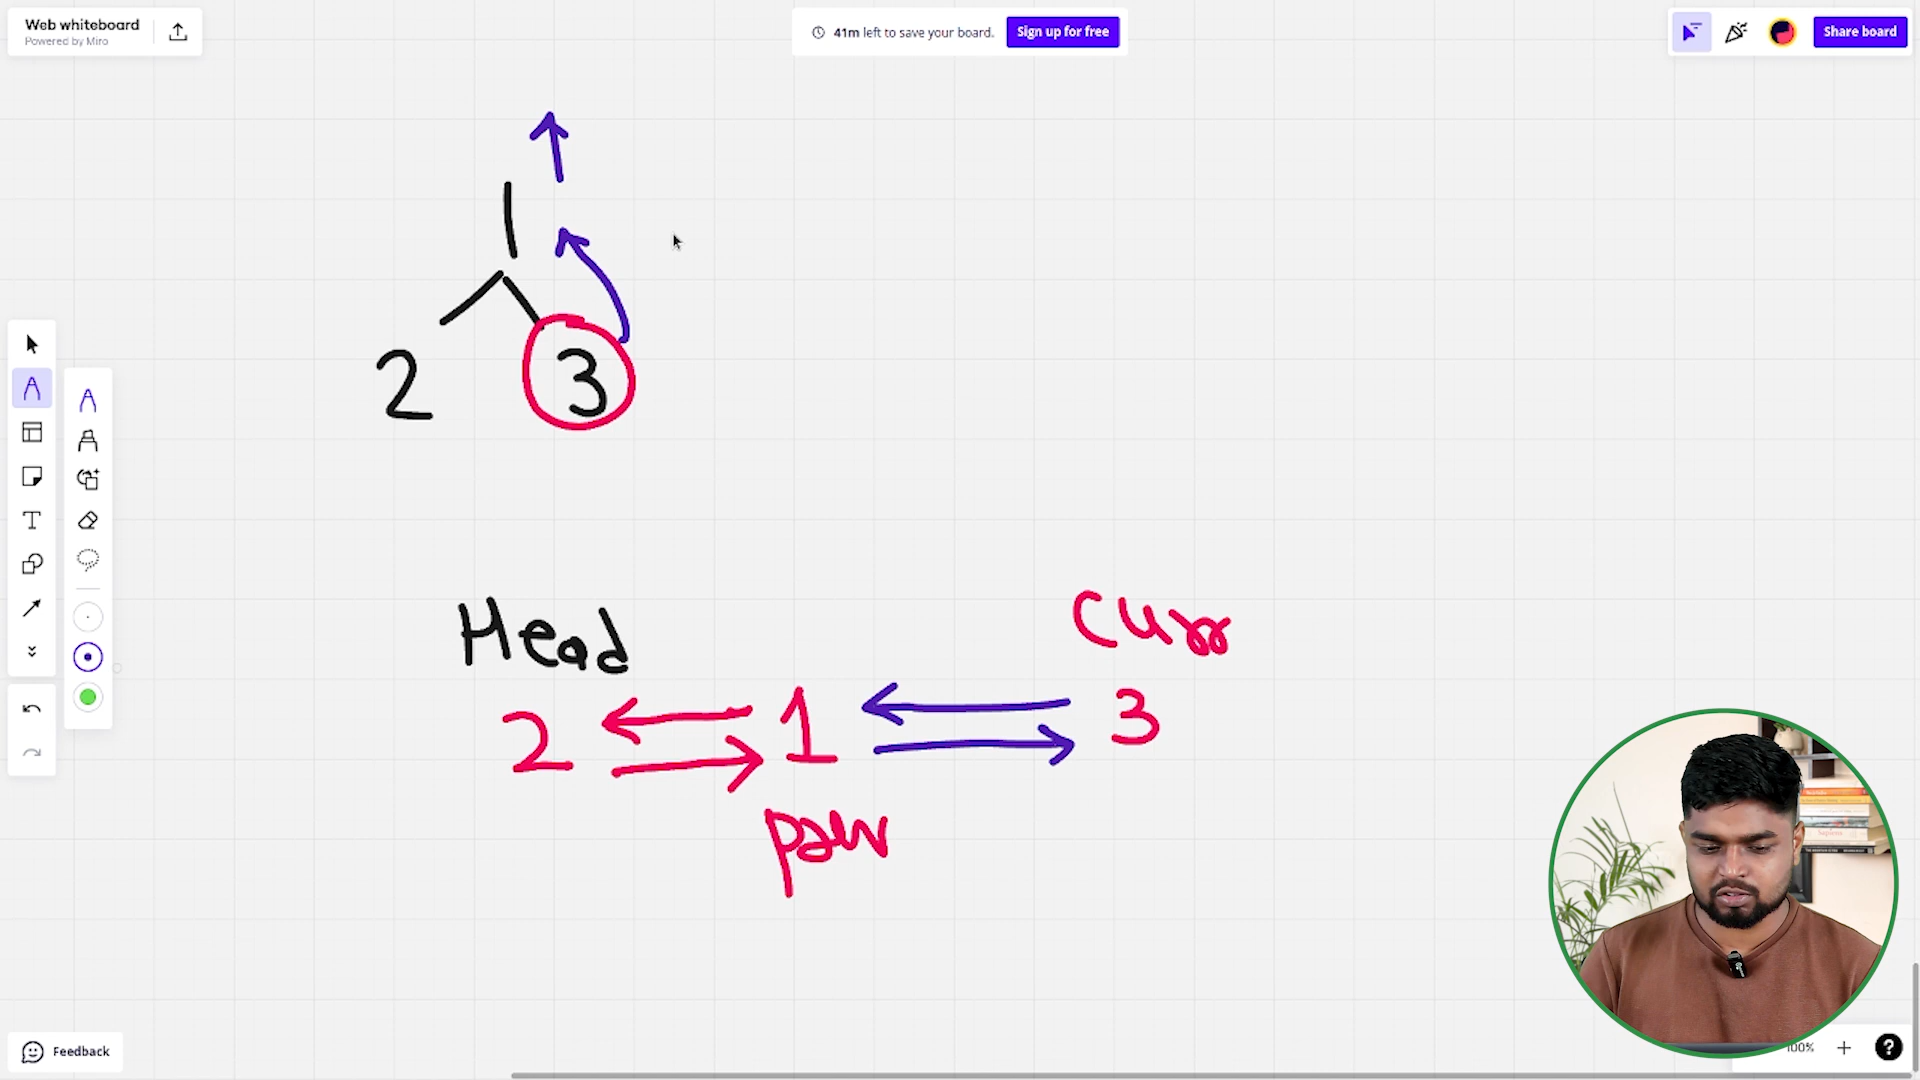 Web whiteboard
Powered by Miro
41m left to save your board.
Sign up for free
Share board
1
2 3
Head
Curr
2 1 3
prev
Feedback
100%